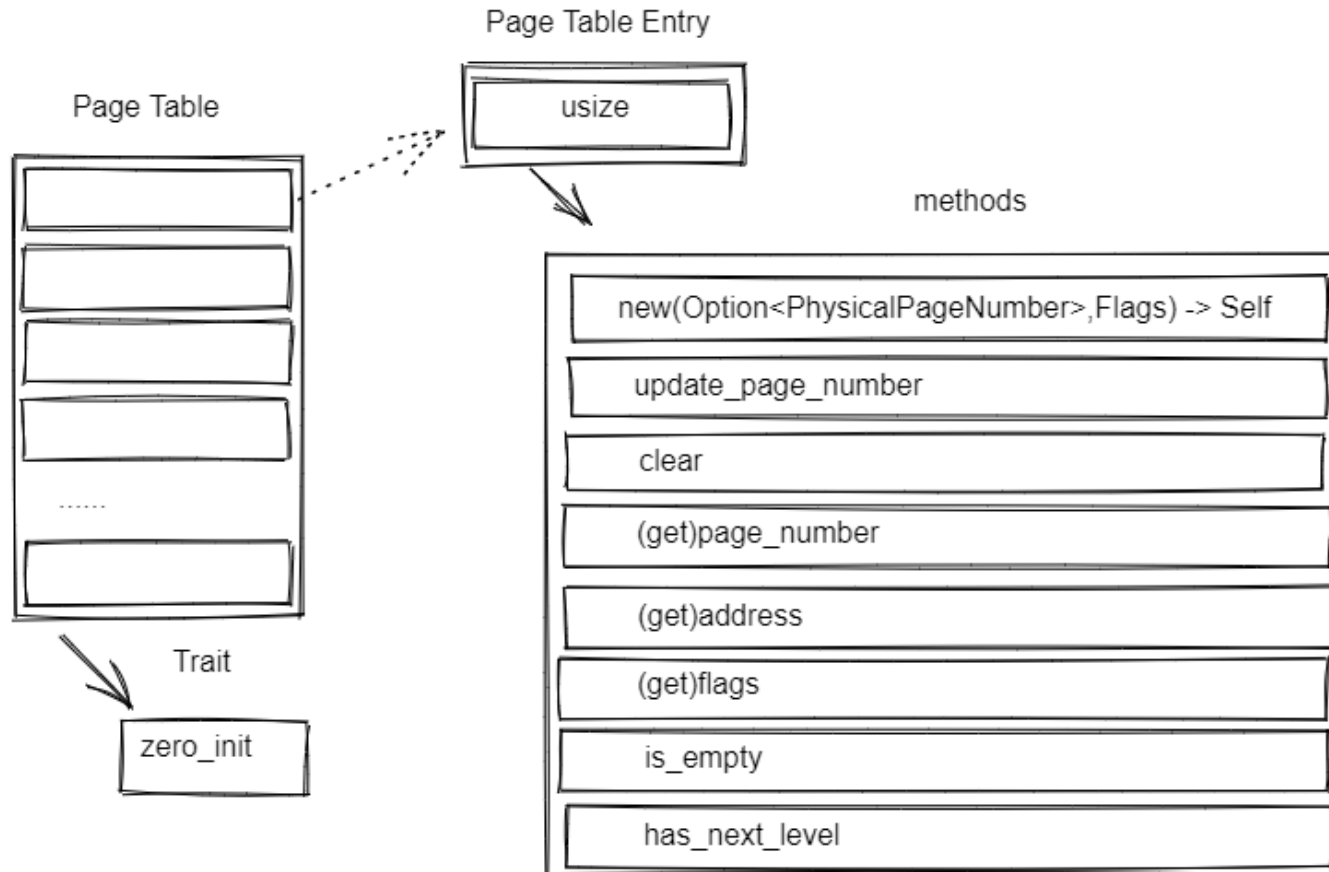 Page Table Entry
usize
Page Table
methods
new(Option<PhysicalPageNumber>,Flags) -> Self
update_page_number
clear
(get)page_number
(get)address
(get)flags
is_empty
has_next_level
......
Trait
zero_init